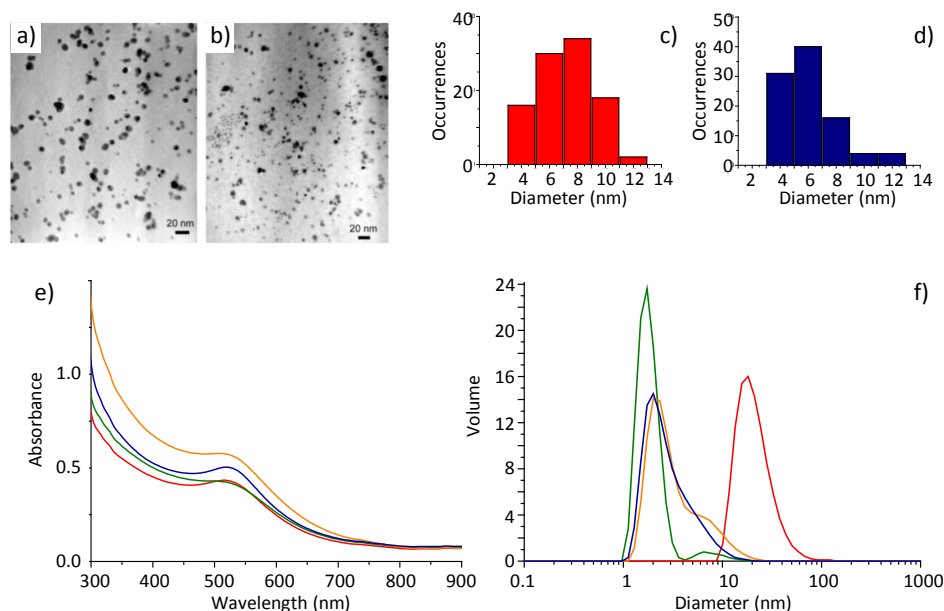 a)
b)
20 nm
20 nm
c)
Occurrences
40
20
0
2 4 6 8 10 12 14
Diameter (nm)
d)
Occurrences
50
40
30
20
10
0
2 4 6 8 10 12 14
Diameter (nm)
e)
Absorbance
1.0
0.5
0.0
300 400 500 600 700 800 900
Wavelength (nm)
f)
Volume
24
20
16
12
8
4
0
0.1 1 10 100 1000
Diameter (nm)